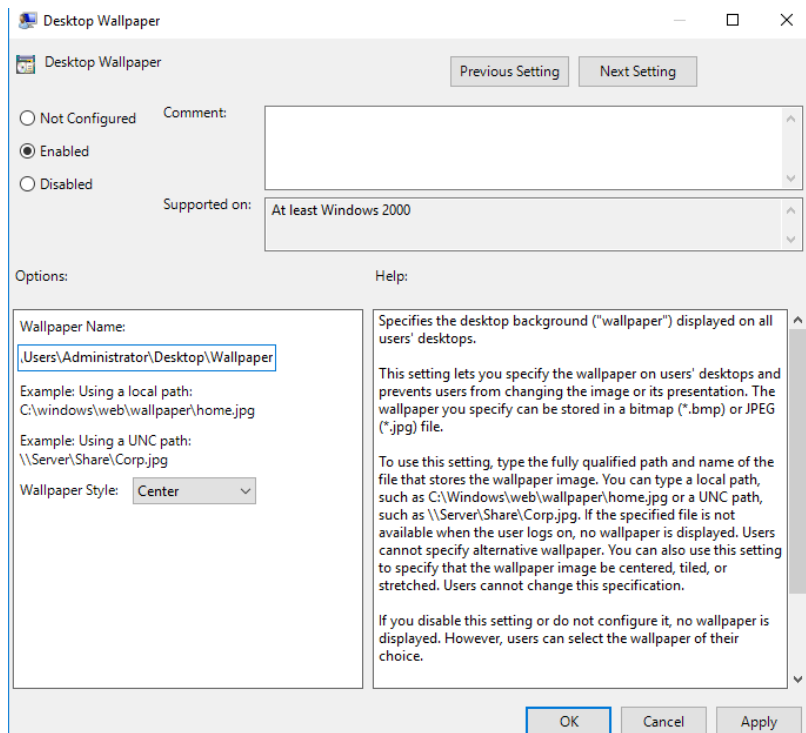 Desktop Wallpaper
Desktop Wallpaper
Previous Setting
Next Setting
Not Configured
Comment:
Enabled
Disabled
Supported on:
At least Windows 2000
Options:
Help:
Wallpaper Name:
\Users\Administrator\Desktop\Wallpaper
Example: Using a local path:
C:\windows\web\wallpaper\home.jpg
Example: Using a UNC path:
\\Server\Share\Corp.jpg
Wallpaper Style:
Center
Specifies the desktop background ("wallpaper") displayed on all
users' desktops.
This setting lets you specify the wallpaper on users' desktops and
prevents users from changing the image or its presentation. The
wallpaper you specify can be stored in a bitmap (*.bmp) or JPEG
(*.jpg) file.
To use this setting, type the fully qualified path and name of the
file that stores the wallpaper image. You can type a local path,
such as C:\Windows\web\wallpaper\home.jpg or a UNC path,
such as \\Server\Share\Corp.jpg. If the specified file is not
available when the user logs on, no wallpaper is displayed. Users
cannot specify alternative wallpaper. You can also use this setting
to specify that the wallpaper image be centered, tiled, or
stretched. Users cannot change this specification.
If you disable this setting or do not configure it, no wallpaper is
displayed. However, users can select the wallpaper of their
choice.
OK
Cancel
Apply